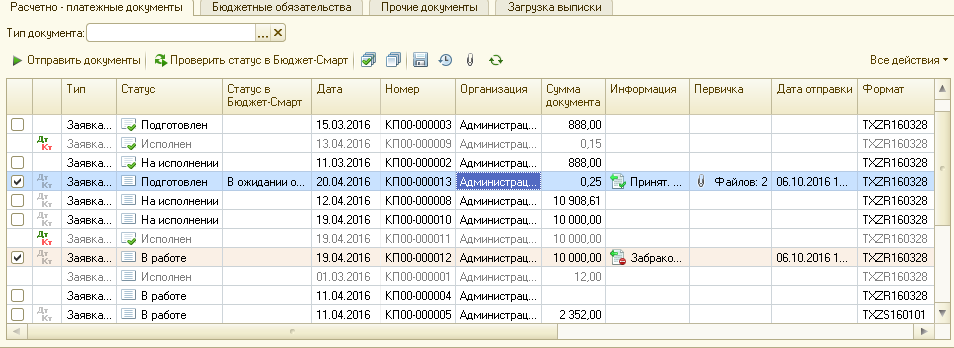 Расчетно - платежные документы Бюджетные обязательства Прочие документы Загрузка выписки
Тип документа: ... ×
Отправить документы Проверить статус в Бюджет-Смарт Все действия
Тип Статус Статус в Бюджет-Смарт Дата Номер Организация Сумма документа Информация Первичка Дата отправки Формат
Заявка... Подготовлен 15.03.2016 КП00-000003 Администрац... 888,00 TXZR160328
Дт Кт Заявка... Исполнен 13.04.2016 КП00-000009 Администрац... 0,15 TXZR160328
Заявка... На исполнении 11.03.2016 КП00-000002 Администрац... 888,00 TXZR160328
Дт Кт Заявка... Подготовлен В ожидании о... 20.04.2016 КП00-000013 Администрац... 0,25 Принят. ... Файлов: 2 06.10.2016 1... TXZR160328
Дт Кт Заявка... На исполнении 12.04.2016 КП00-000008 Администрац... 10 908,61 TXZR160328
Дт Кт Заявка... На исполнении 19.04.2016 КП00-000010 Администрац... 10 000,00 TXZR160328
Дт Кт Заявка... Исполнен 19.04.2016 КП00-000011 Администрац... 10 000,00 TXZR160328
Дт Кт Заявка... В работе 19.04.2016 КП00-000012 Администрац... 10 000,00 Забрако... 06.10.2016 1... TXZR160328
Заявка... Исполнен 01.03.2016 КП00-000001 Администрац... 12,00 TXZR160328
Заявка... В работе 11.04.2016 КП00-000004 Администрац... TXZR160328
Дт Кт Заявка... В работе 11.04.2016 КП00-000005 Администрац... 2 352,00 TXZS160101